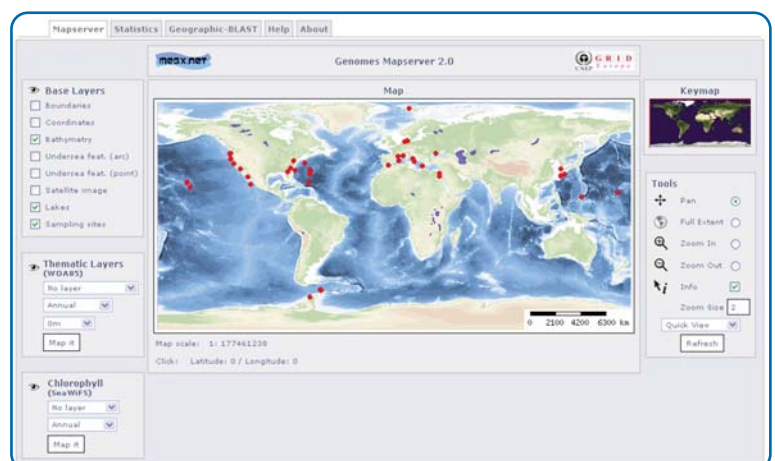 Mapserver Statistics Geographic-BLAST Help About
megx.net
Genomes Mapserver 2.0
UNEP
GRID
Europe
Base Layers
Boundaries
Coordinates
Bathymetry
Undersea feat. (arc)
Undersea feat. (point)
Satellite image
Lakes
Sampling sites
Thematic Layers
(WOA05)
No layer
Annual
0m
Map it
Chlorophyll
(SeaWiFS)
No layer
Annual
Map it
Map
0 2100 4200 6300 km
Map scale: 1: 177461238
Click: Latitude: 0 / Longitude: 0
Keymap
Tools
Pan
Full Extent
Zoom In
Zoom Out
i Info
Zoom Size 2
Quick View
Refresh